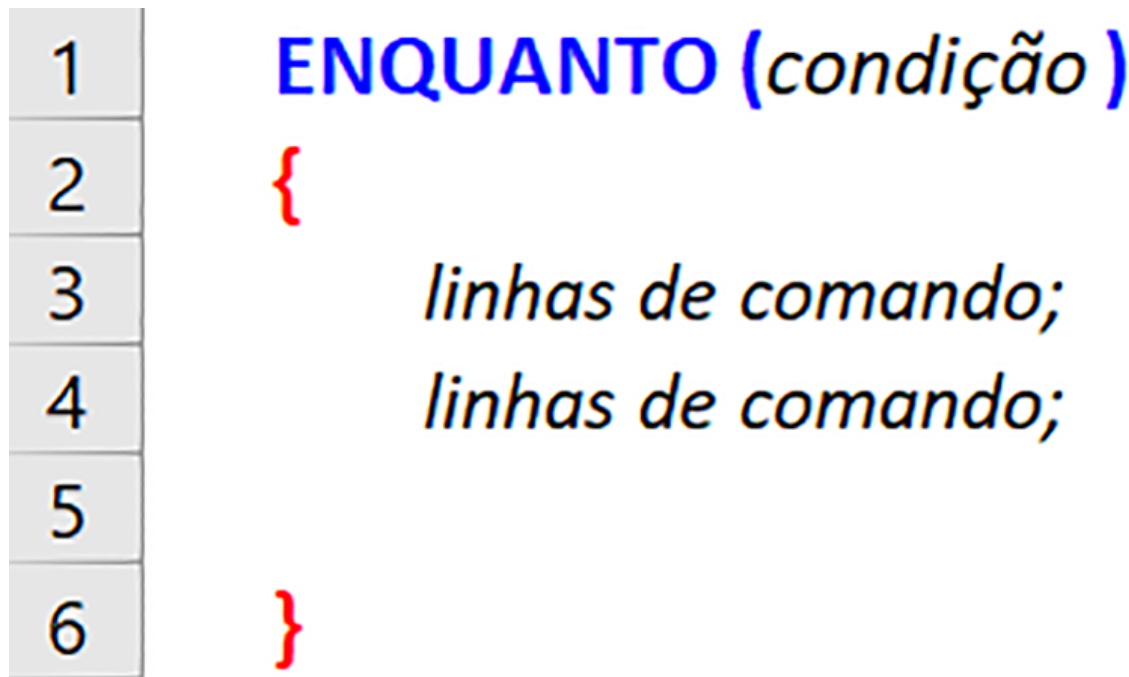 1 ENQUANTO (condição )
2 {
3 linhas de comando;
4 linhas de comando;
5
6 }